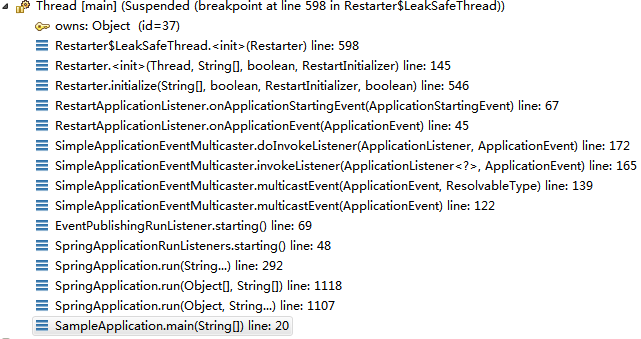 Thread [main] (Suspended (breakpoint at line 598 in Restarter$LeakSafeThread))
owns: Object  (id=37)
Restarter$LeakSafeThread.<init>(Restarter) line: 598
Restarter.<init>(Thread, String[], boolean, RestartInitializer) line: 145
Restarter.initialize(String[], boolean, RestartInitializer, boolean) line: 546
RestartApplicationListener.onApplicationStartingEvent(ApplicationStartingEvent) line: 67
RestartApplicationListener.onApplicationEvent(ApplicationEvent) line: 45
SimpleApplicationEventMulticaster.doInvokeListener(ApplicationListener, ApplicationEvent) line: 172
SimpleApplicationEventMulticaster.invokeListener(ApplicationListener<?>, ApplicationEvent) line: 165
SimpleApplicationEventMulticaster.multicastEvent(ApplicationEvent, ResolvableType) line: 139
SimpleApplicationEventMulticaster.multicastEvent(ApplicationEvent) line: 122
EventPublishingRunListener.starting() line: 69
SpringApplicationRunListeners.starting() line: 48
SpringApplication.run(String...) line: 292
SpringApplication.run(Object[], String[]) line: 1118
SpringApplication.run(Object, String...) line: 1107
SampleApplication.main(String[]) line: 20